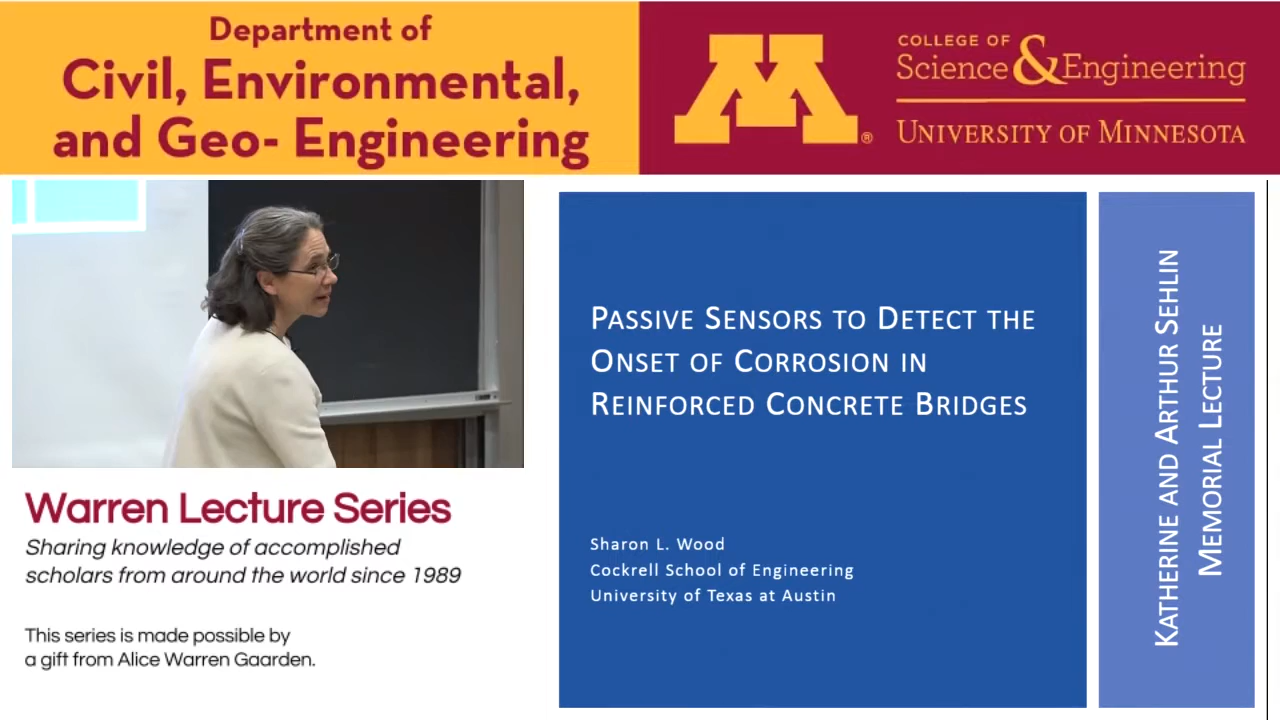 Department of
Civil, Environmental,
and Geo- Engineering
M®
COLLEGE OF
Science & Engineering
UNIVERSITY OF MINNESOTA
Warren Lecture Series
Sharing knowledge of accomplished
scholars from around the world since 1989
This series is made possible by
a gift from Alice Warren Gaarden.
PASSIVE SENSORS TO DETECT THE
ONSET OF CORROSION IN
REINFORCED CONCRETE BRIDGES
Sharon L. Wood
Cockrell School of Engineering
University of Texas at Austin
KATHERINE AND ARTHUR SEHLIN
MEMORIAL LECTURE